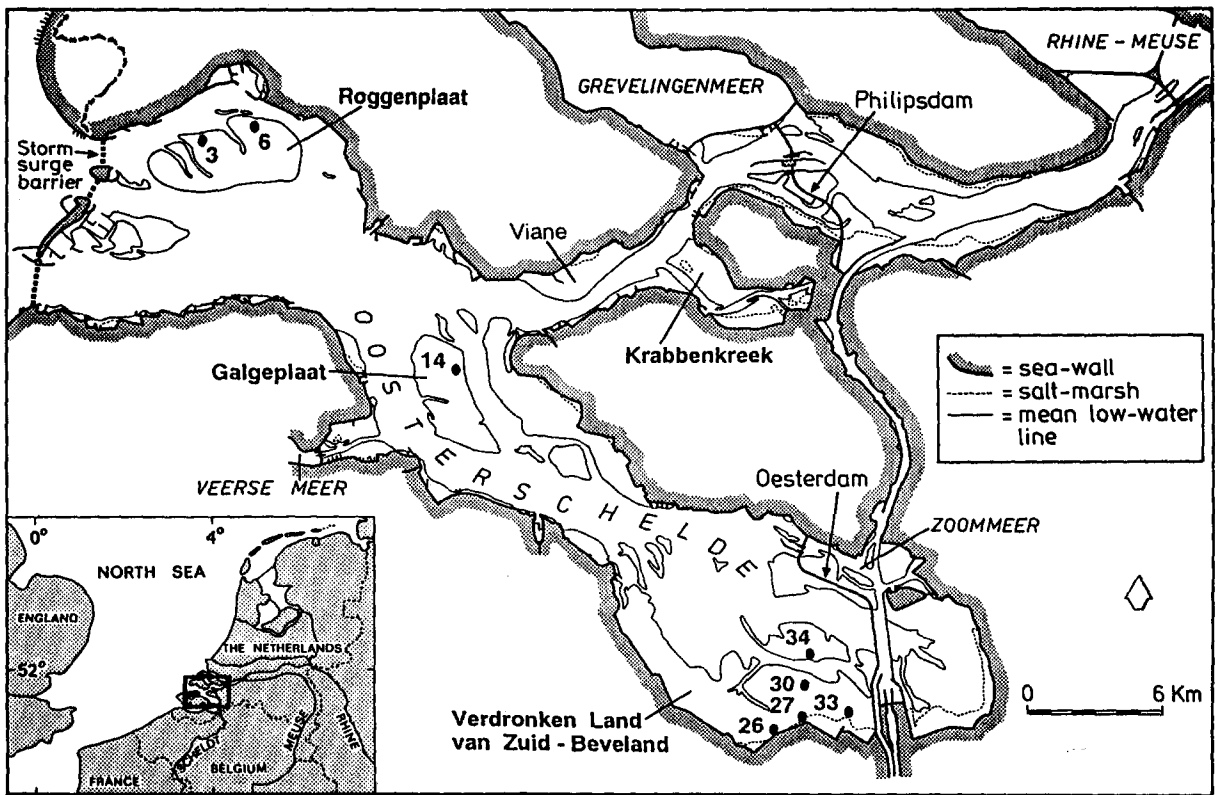 RHINE - MEUSE
GREVELINGENMEER
Philipsdam
Roggenplaat
3
6
Storm
surge
barrier
Viane
Krabbenkreek
14
Galgeplaat
OOSTERSCHELDE
= sea-wall
= salt-marsh
= mean low-water
line
VEERSE MEER
Oesterdam
ZOOMMEER
34
30
27
33
26
Verdronken Land
van Zuid - Beveland
0
6 Km
0°
4°
NORTH SEA
ENGLAND
THE NETHERLANDS
52°
MEUSE
RHINE
SCHELDT
BELGIUM
FRANCE